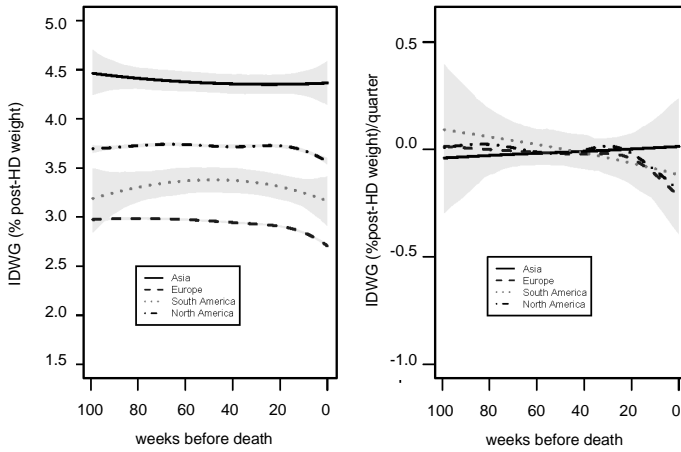 IDWG (% post-HD weight)
5.0
4.5
4.0
3.5
3.0
2.5
2.0
1.5
Asia
Europe
South America
North America
100 80 60 40 20 0
weeks before death
IDWG (%post-HD weight)/quarter
0.5
0.0
-0.5
-1.0
Asia
Europe
South America
North America
100 80 60 40 20 0
weeks before death